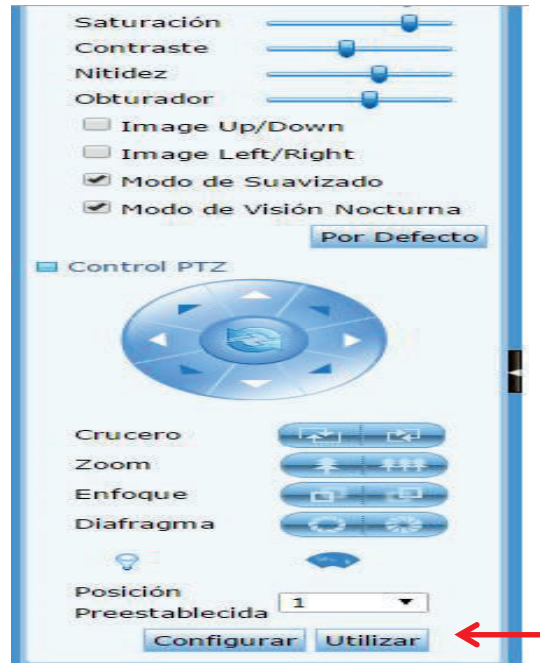 Saturación
Contraste
Nitidez
Obturador
Image Up/Down
Image Left/Right
Modo de Suavizado
Modo de Visión Nocturna
Por Defecto
Control PTZ
Crucero
Zoom
Enfoque
Diafragma
Posición
Preestablecida 1
Configurar Utilizar